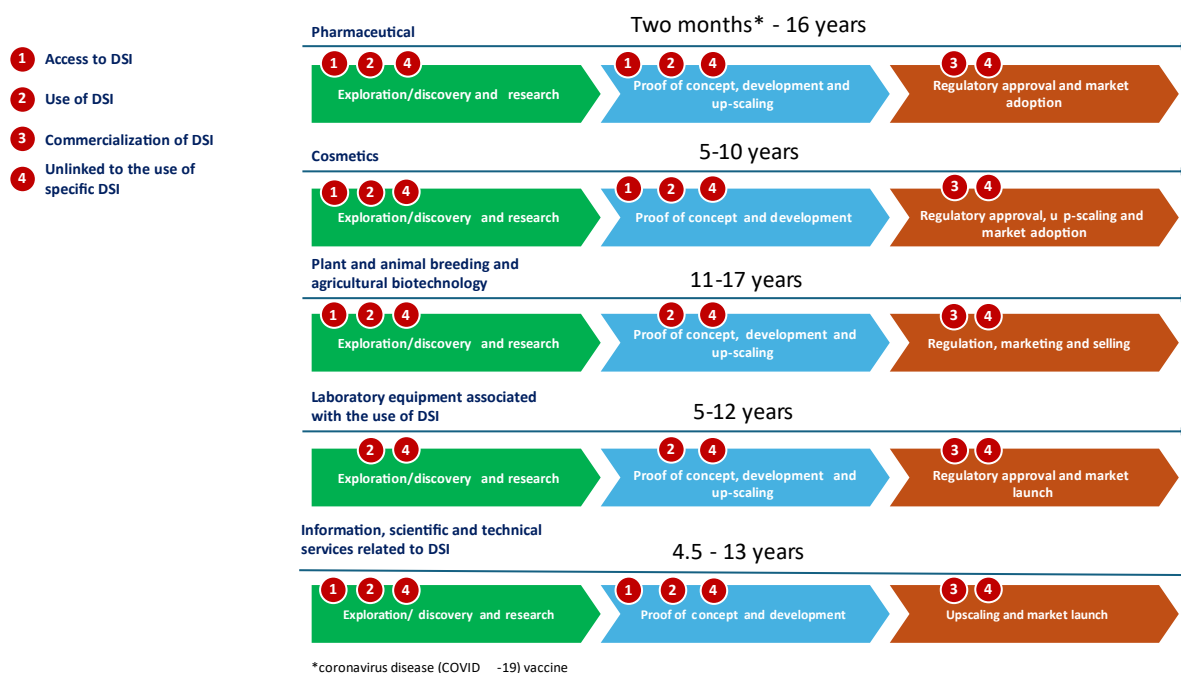 1 Access to DSI
2 Use of DSI
3 Commercialization of DSI
4 Unlinked to the use of
specific DSI
Pharmaceutical
Two months* - 16 years
1 2 4
Exploration/discovery and research
1 2 4
Proof of concept, development and
up-scaling
3 4
Regulatory approval and market
adoption
Cosmetics
5-10 years
1 2 4
Exploration/discovery and research
1 2 4
Proof of concept and development
3 4
Regulatory approval, u p-scaling and
market adoption
Plant and animal breeding and
agricultural biotechnology
11-17 years
1 2 4
Exploration/discovery and research
2 4
Proof of concept, development and
up-scaling
3 4
Regulation, marketing and selling
Laboratory equipment associated
with the use of DSI
5-12 years
2 4
Exploration/discovery and research
2 4
Proof of concept, development and
up-scaling
3 4
Regulatory approval and market
launch
Information, scientific and technical
services related to DSI
4.5 - 13 years
1 2 4
Exploration/ discovery and research
1 2 4
Proof of concept and development
3 4
Upscaling and market launch
*coronavirus disease (COVID -19) vaccine